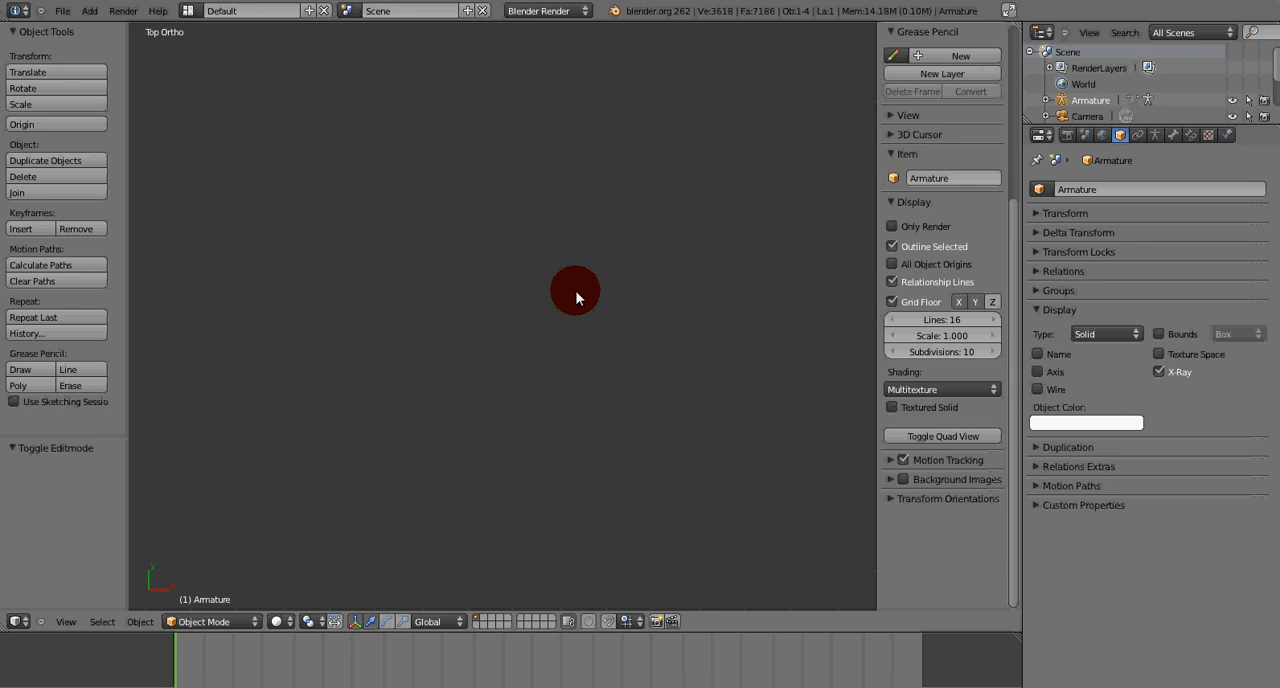 File Add Render Help Default Scene Blender Render blender.org 262 | Ve:3618 | Fa:7186 | Ob:1-4 | La:1 | Mem:14.18M (0.10M) | Armature
Object Tools
Transform:
Translate
Rotate
Scale
Origin
Object:
Duplicate Objects
Delete
Join
Keyframes:
Insert Remove
Motion Paths:
Calculate Paths
Clear Paths
Repeat:
Repeat Last
History...
Grease Pencil:
Draw Line
Poly Erase
Use Sketching Sessio
Toggle Editmode
Top Ortho
y
x
(1) Armature
View Select Object Object Mode Global
Grease Pencil
New
New Layer
Delete Frame Convert
View
3D Cursor
Item
Armature
Display
Only Render
Outline Selected
All Object Origins
Relationship Lines
Grid Floor X Y Z
Lines: 16
Scale: 1.000
Subdivisions: 10
Shading:
Multitexture
Textured Solid
Toggle Quad View
Motion Tracking
Background Images
Transform Orientations
View Search All Scenes
Scene
RenderLayers |
World
Armature
Camera
Armature
Armature
Transform
Delta Transform
Transform Locks
Relations
Groups
Display
Type: Solid Bounds Box
Name Texture Space
Axis X-Ray
Wire
Object Color:
Duplication
Relations Extras
Motion Paths
Custom Properties